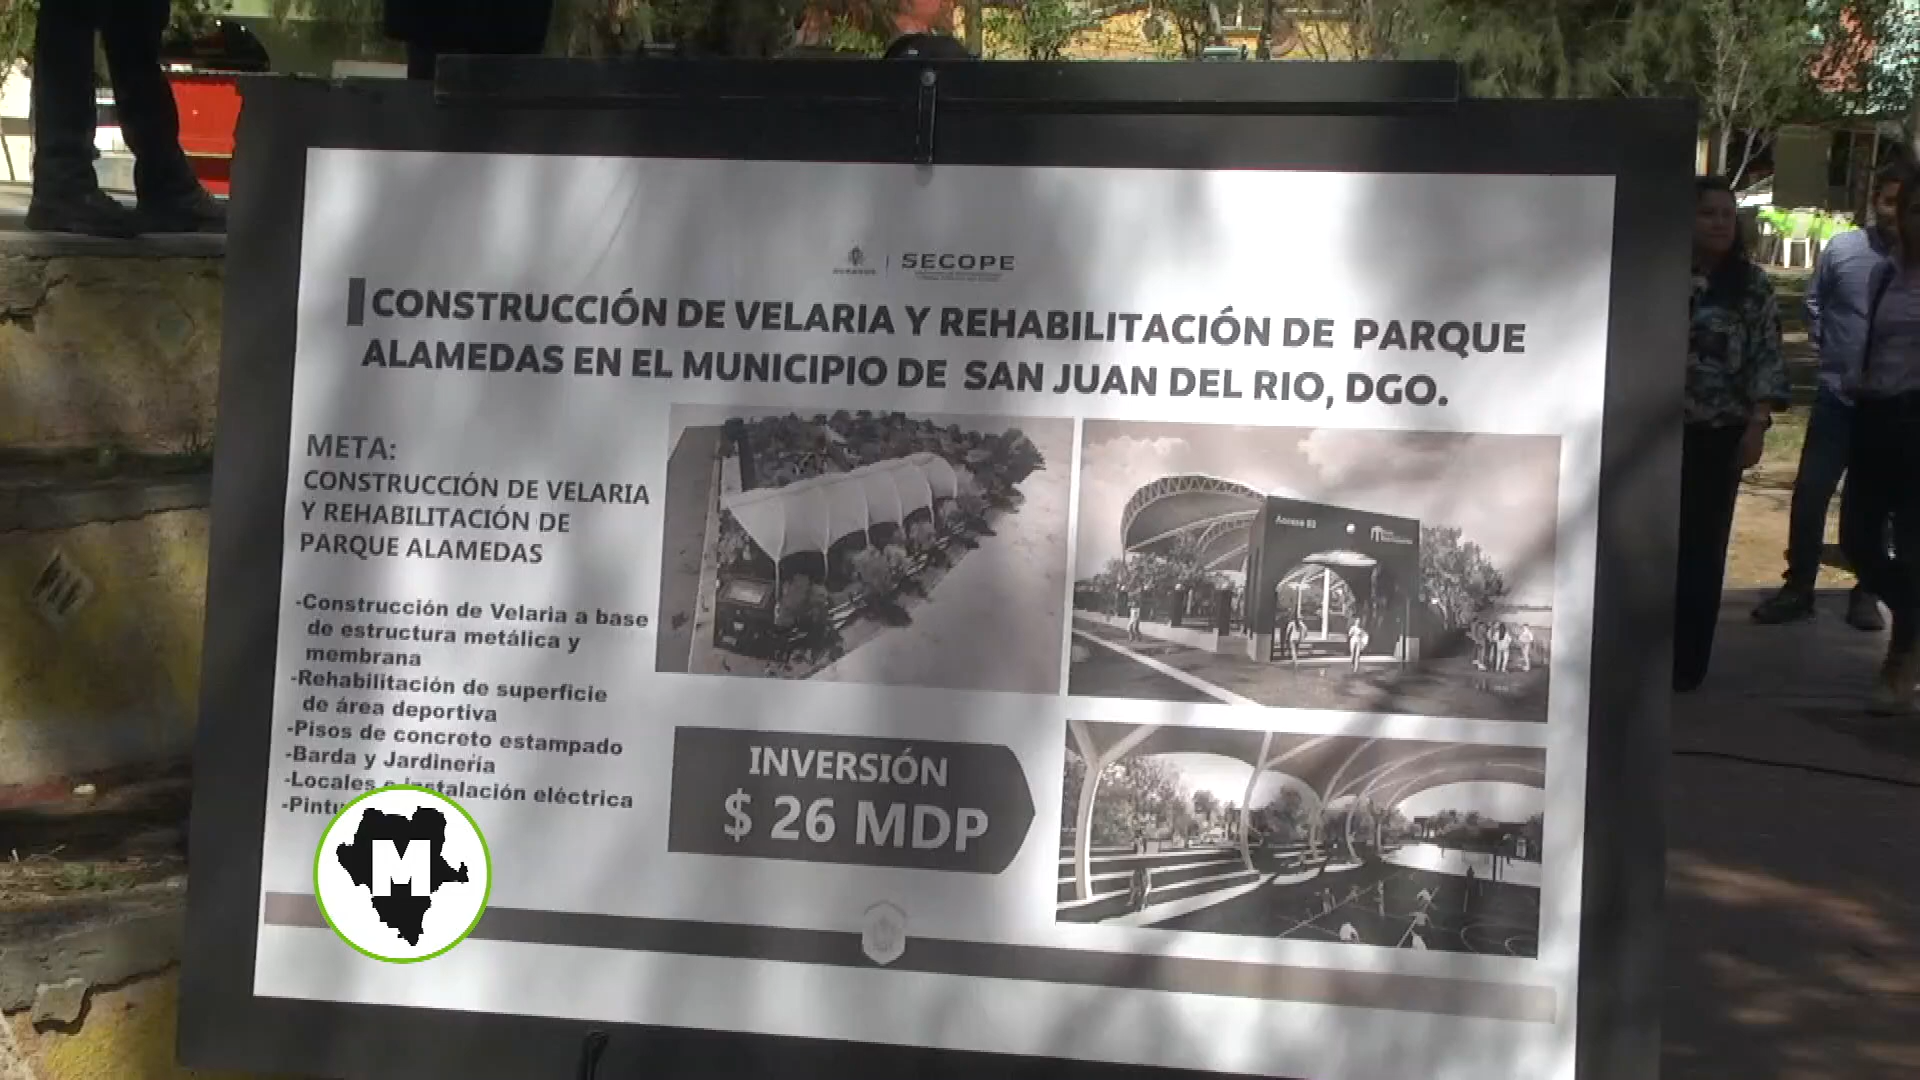 SECOPE
CONSTRUCCIÓN DE VELARIA Y REHABILITACIÓN DE PARQUE
ALAMEDAS EN EL MUNICIPIO DE SAN JUAN DEL RIO, DGO.
META:
CONSTRUCCIÓN DE VELARIA
Y REHABILITACIÓN DE
PARQUE ALAMEDAS
-Construcción de Velaria a base
de estructura metálica y
membrana
-Rehabilitación de superficie
de área deportiva
-Pisos de concreto estampado
-Barda y Jardinería
-Locales e instalación eléctrica
INVERSIÓN
$ 26 MDP
M